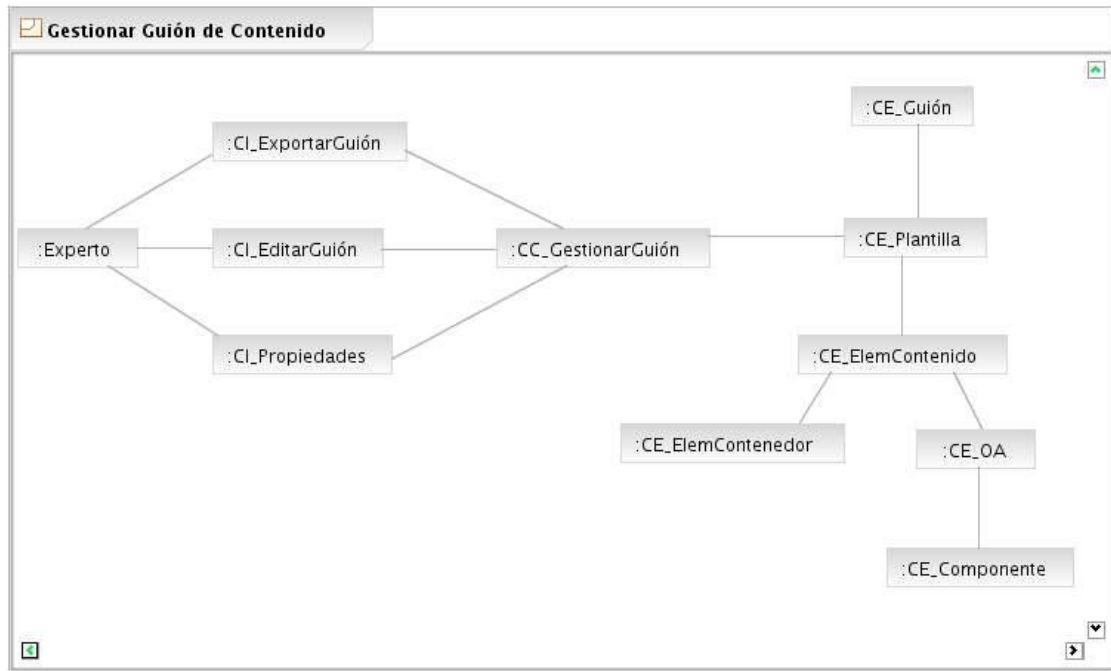 Gestionar Guión de Contenido
:CE_Guión
:CI_ExportarGuión
:Experto
:CI_EditarGuión
:CC_GestionarGuión
:CE_Plantilla
:CI_Propiedades
:CE_ElemContenido
:CE_ElemContenedor
:CE_OA
:CE_Componente